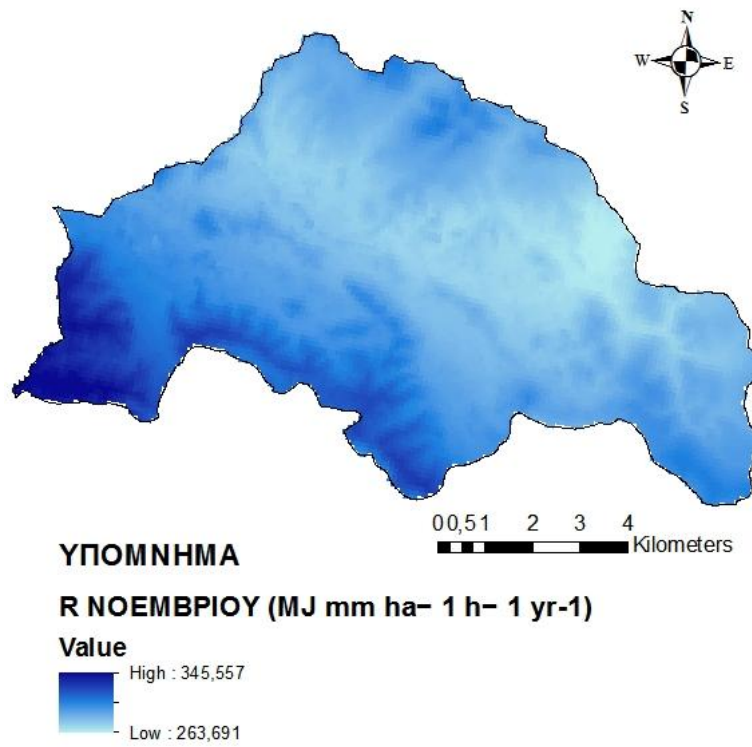 N
W E
S
0 0,5 1 2 3 4
Kilometers
ΥΠΟΜΝΗΜΑ
R ΝΟΕΜΒΡΙΟΥ (MJ mm ha− 1 h− 1 yr-1)
Value
High : 345,557
Low : 263,691